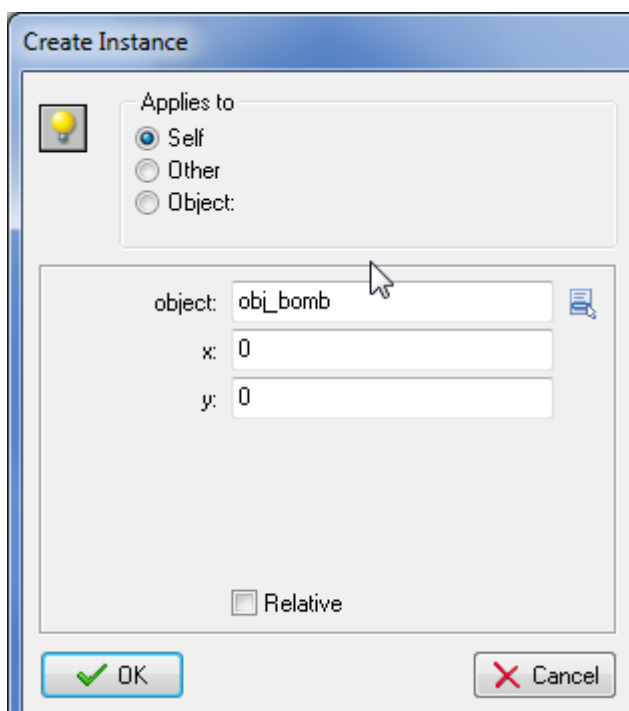 Create Instance
Applies to
Self
Other
Object:
object: obj_bomb
x: 0
y: 0
Relative
OK Cancel